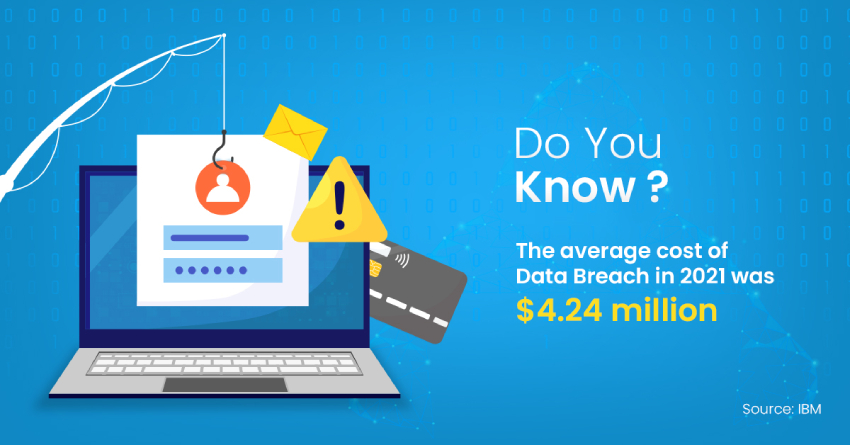 Do You
Know ?
The average cost of
Data Breach in 2021 was
$4.24 million
Source: IBM